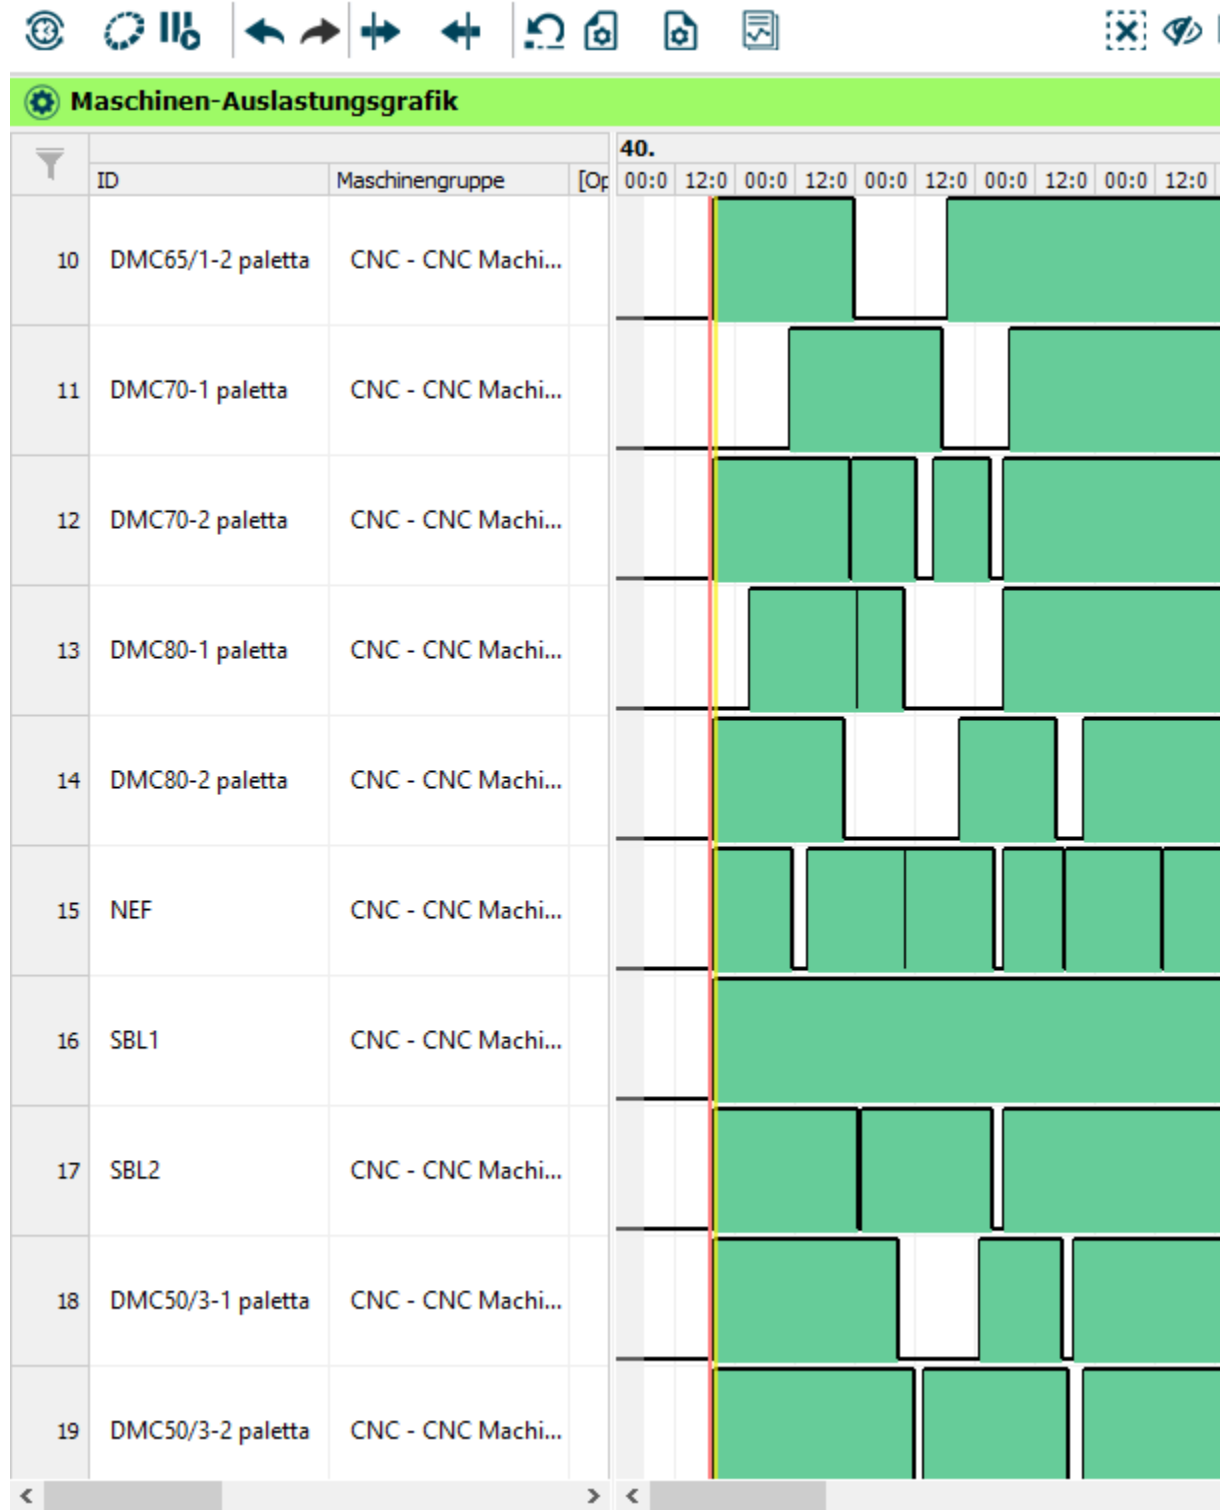 Maschinen-Auslastungsgrafik
40.
ID Maschinengruppe [Op 00:0 12:0 00:0 12:0 00:0 12:0 00:0 12:0 00:0 12:0
10 DMC65/1-2 paletta CNC - CNC Machi...
11 DMC70-1 paletta CNC - CNC Machi...
12 DMC70-2 paletta CNC - CNC Machi...
13 DMC80-1 paletta CNC - CNC Machi...
14 DMC80-2 paletta CNC - CNC Machi...
15 NEF CNC - CNC Machi...
16 SBL1 CNC - CNC Machi...
17 SBL2 CNC - CNC Machi...
18 DMC50/3-1 paletta CNC - CNC Machi...
19 DMC50/3-2 paletta CNC - CNC Machi...